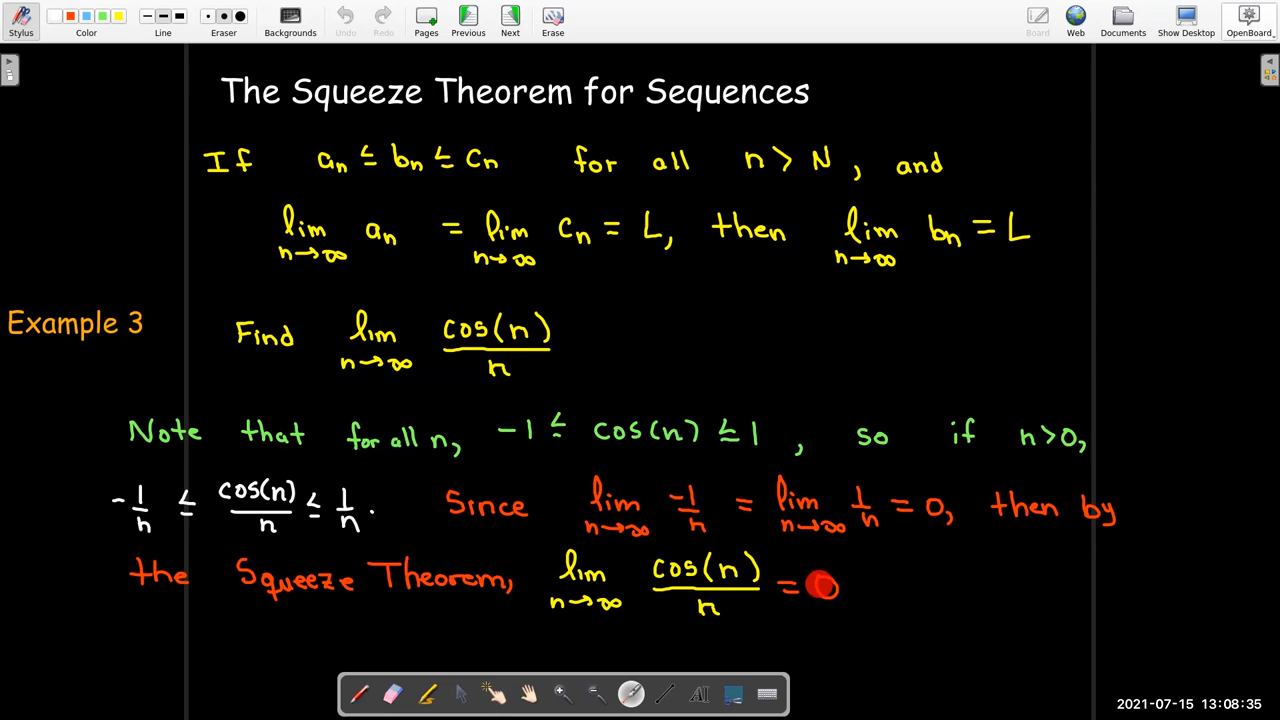 Stylus Color Line Eraser Backgrounds Undo Redo Pages Previous Next Erase Board Web Documents Show Desktop OpenBoard
The Squeeze Theorem for Sequences
If aₙ ≤ bₙ ≤ cₙ for all n > N, and
lim n→∞ aₙ = lim n→∞ cₙ = L, then lim n→∞ bₙ = L
Example 3
Find lim n→∞ cos(n)/n
Note that for all n, -1 ≤ cos(n) ≤ 1, so if n>0,
-1/n ≤ cos(n)/n ≤ 1/n. Since lim n→∞ -1/n = lim n→∞ 1/n = 0, then by
the Squeeze Theorem, lim n→∞ cos(n)/n = 0
AI
2021-07-15 13:08:35